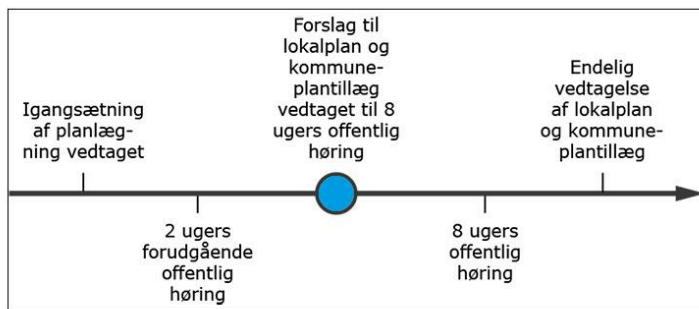 Igangsætning
af planlæg-
ning vedtaget
2 ugers
forudgående
offentlig
høring
Forslag til
lokalplan og
kommune-
plantillæg
vedtaget til 8
ugers offentlig
høring
8 ugers
offentlig
høring
Endelig
vedtagelse
af lokalplan
og kommune-
plantillæg